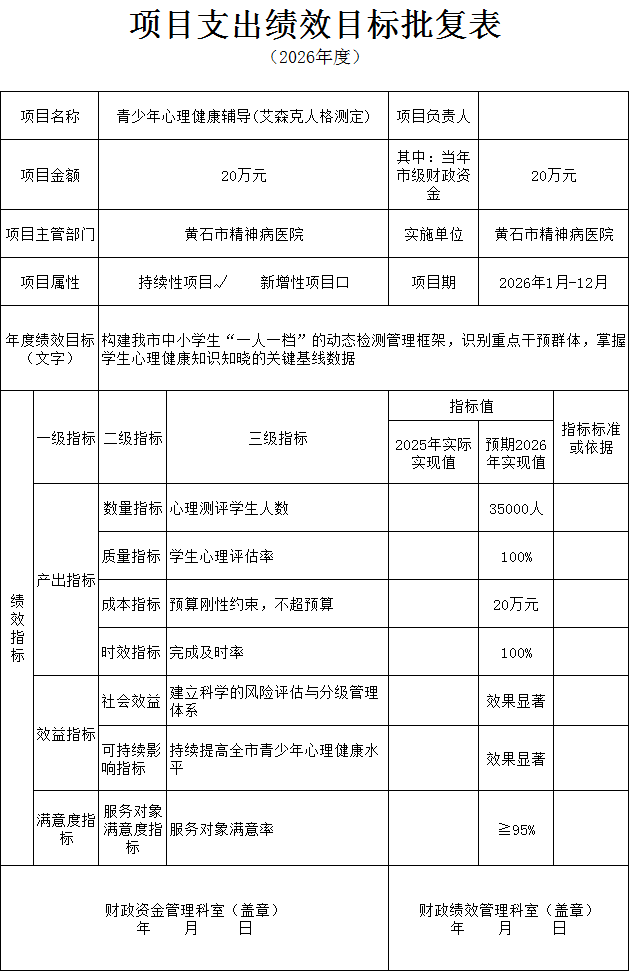 项目支出绩效目标批复表
（2026年度）
项目名称
青少年心理健康辅导(艾森克人格测定)
项目负责人
项目金额
20万元
其中：当年
市级财政资
金
20万元
项目主管部门
黄石市精神病医院
实施单位
黄石市精神病医院
项目属性
持续性项目√ 新增性项目口
项目期
2026年1月-12月
年度绩效目标
（文字）
构建我市中小学生“一人一档”的动态检测管理框架，识别重点干预群体，掌握
学生心理健康知识知晓的关键基线数据
绩
效
指
标
一级指标
二级指标
三级指标
指标值
2025年实际
实现值
预期2026
年实现值
指标标准
或依据
产出指标
数量指标
心理测评学生人数
35000人
质量指标
学生心理评估率
100%
成本指标
预算刚性约束，不超预算
20万元
时效指标
完成及时率
100%
效益指标
社会效益
建立科学的风险评估与分级管理
体系
效果显著
可持续影
响指标
持续提高全市青少年心理健康水
平
效果显著
满意度指
标
服务对象
满意度指
标
服务对象满意率
≧95%
财政资金管理科室（盖章）
年 月 日
财政绩效管理科室（盖章）
年 月 日